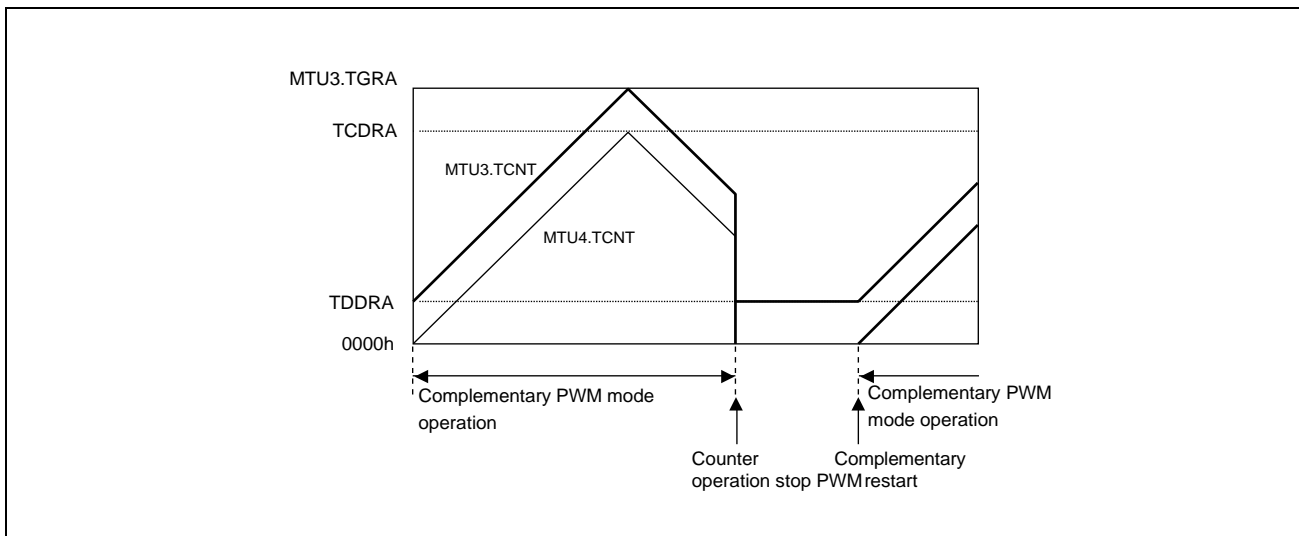 MTU3.TGRA
TCDRA
MTU3.TCNT
MTU4.TCNT
TDDRA
0000h
Complementary PWM mode
operation
Complementary PWM
mode operation
Counter
operation stop
Complementary
PWM restart